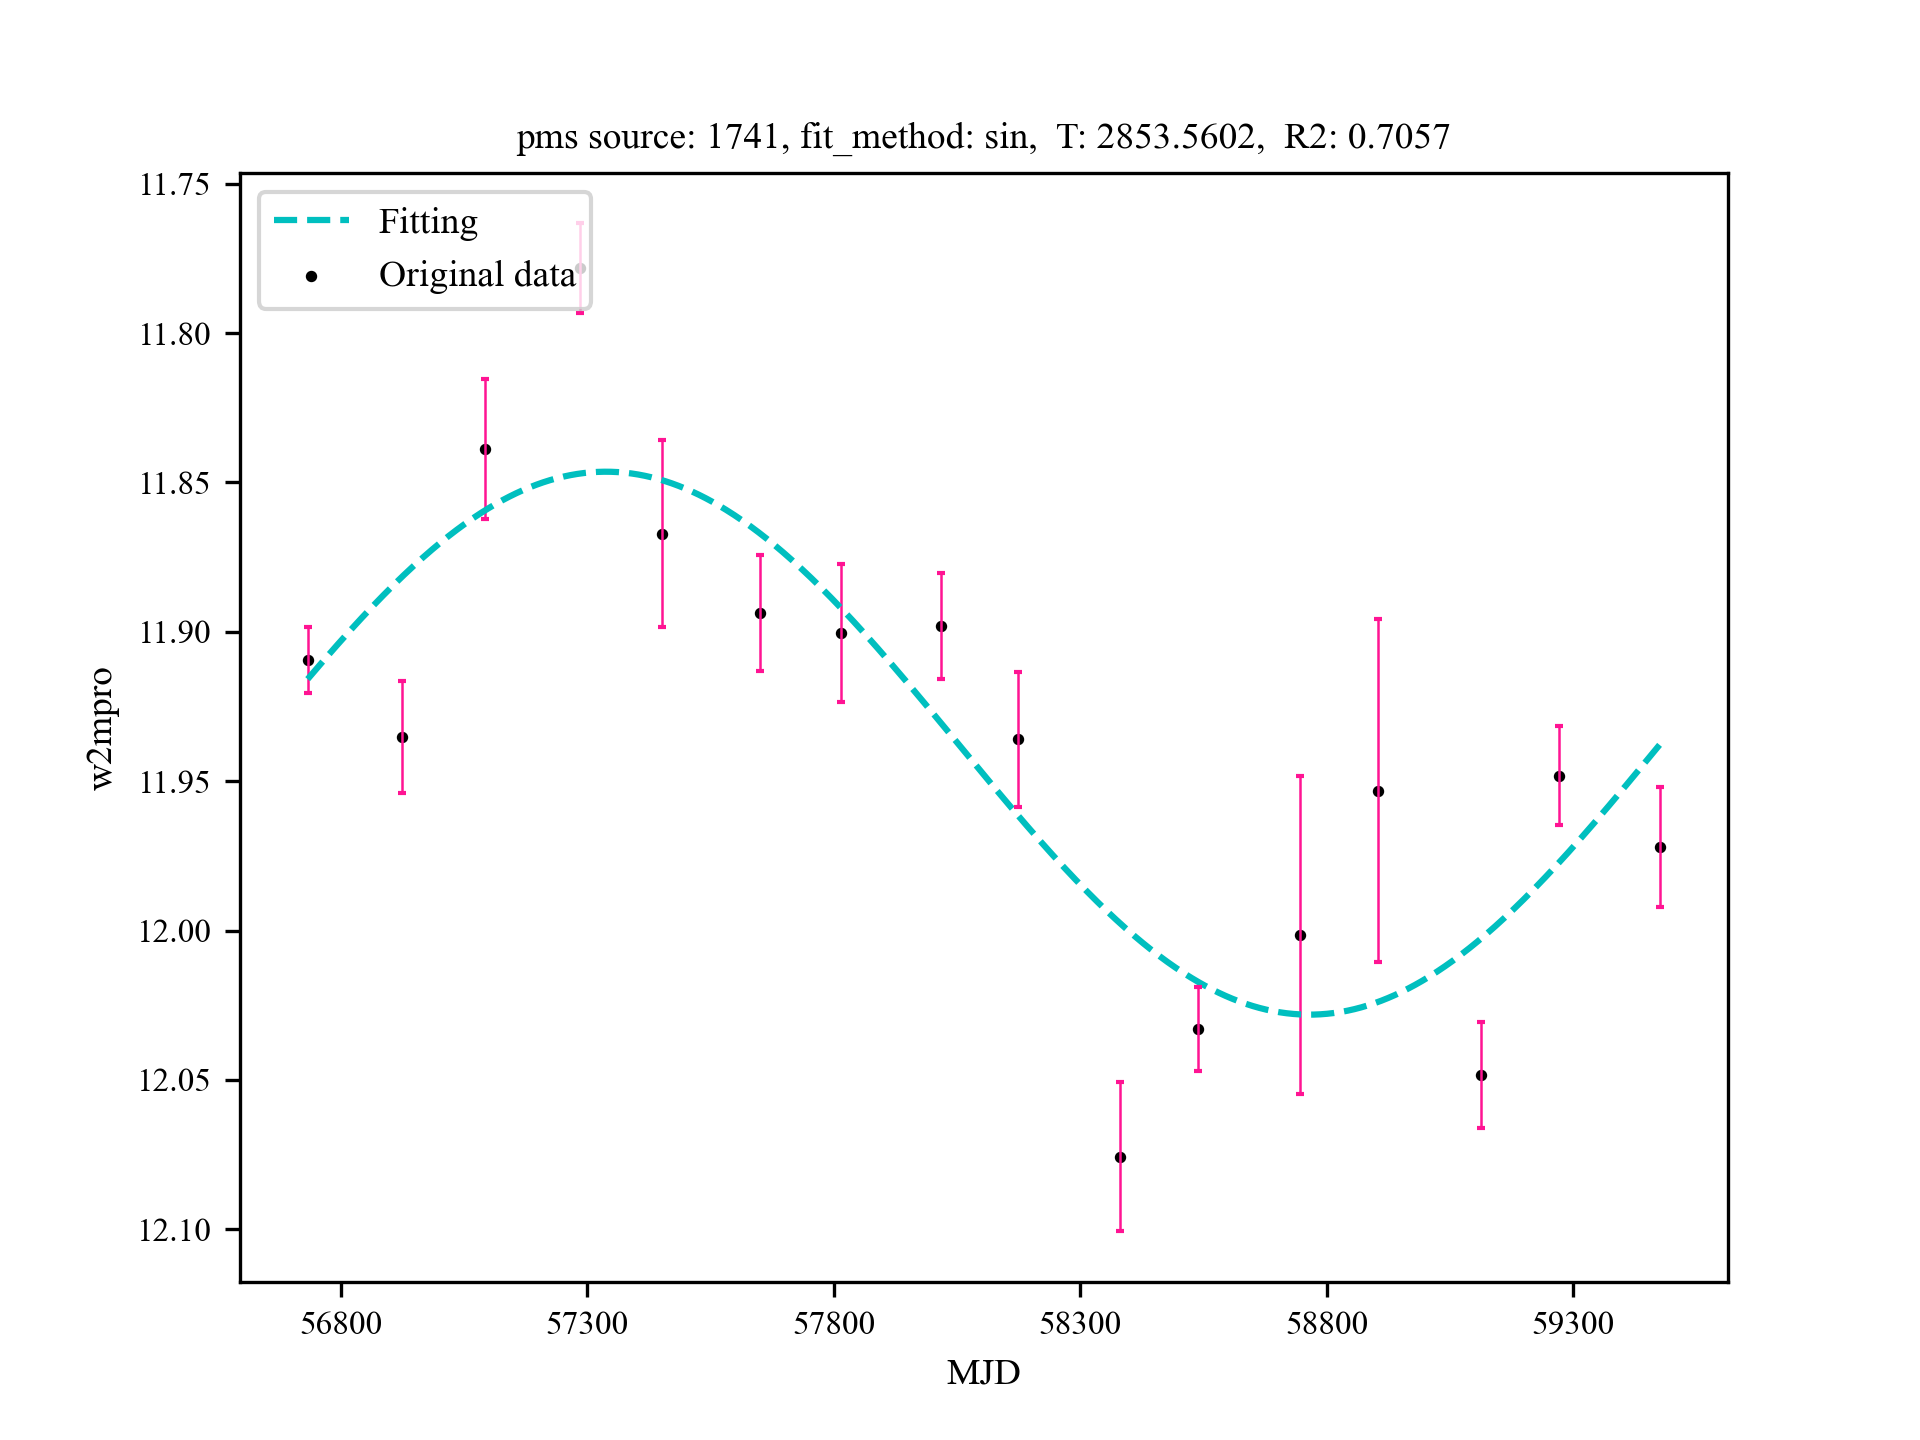 pms source: 1741, fit_method: sin,  T: 2853.5602,  R2: 0.7057
Fitting
Original data
11.75
11.80
11.85
11.90
11.95
12.00
12.05
12.10
w2mpro
56800
57300
57800
58300
58800
59300
MJD